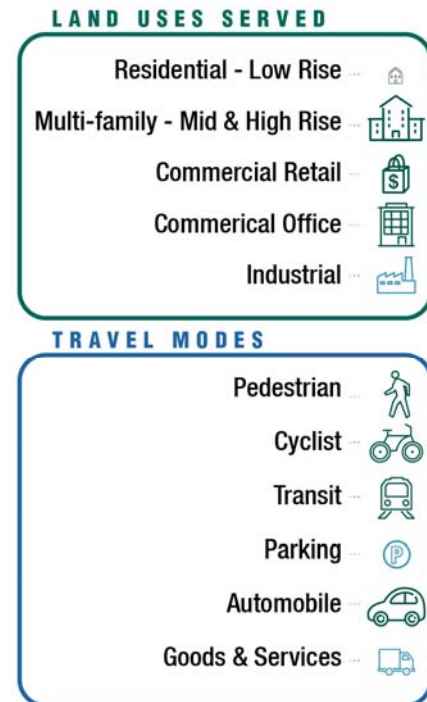 LAND USES SERVED
Residential - Low Rise
Multi-family - Mid & High Rise
Commercial Retail
$
Commerical Office
Industrial
TRAVEL MODES
Pedestrian
Cyclist
Transit
Parking
P
Automobile
Goods & Services